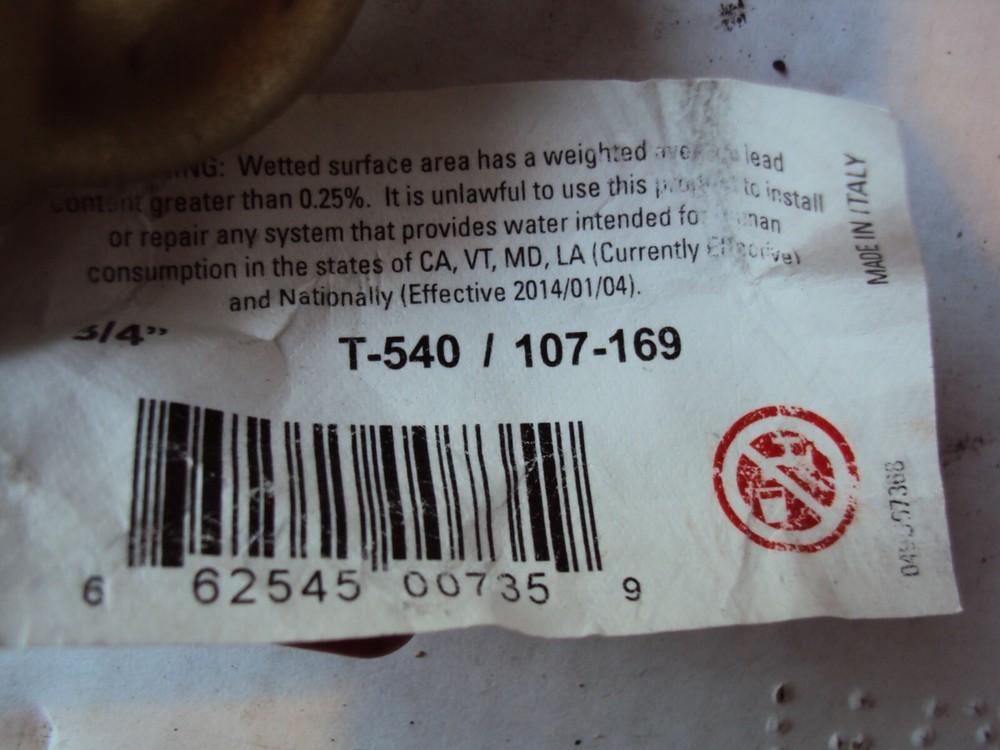 Wetted surface area has a weighted lead
content greater than 0.25%. It is unlawful to use this to install
or repair any system that provides water intended
consumption in the states of CA, VT, MD, LA (Currently Effective)
and Nationally (Effective 2014/01/04).
3/4"
T-540 / 107-169
6 62545 00735 9
MADE IN ITALY